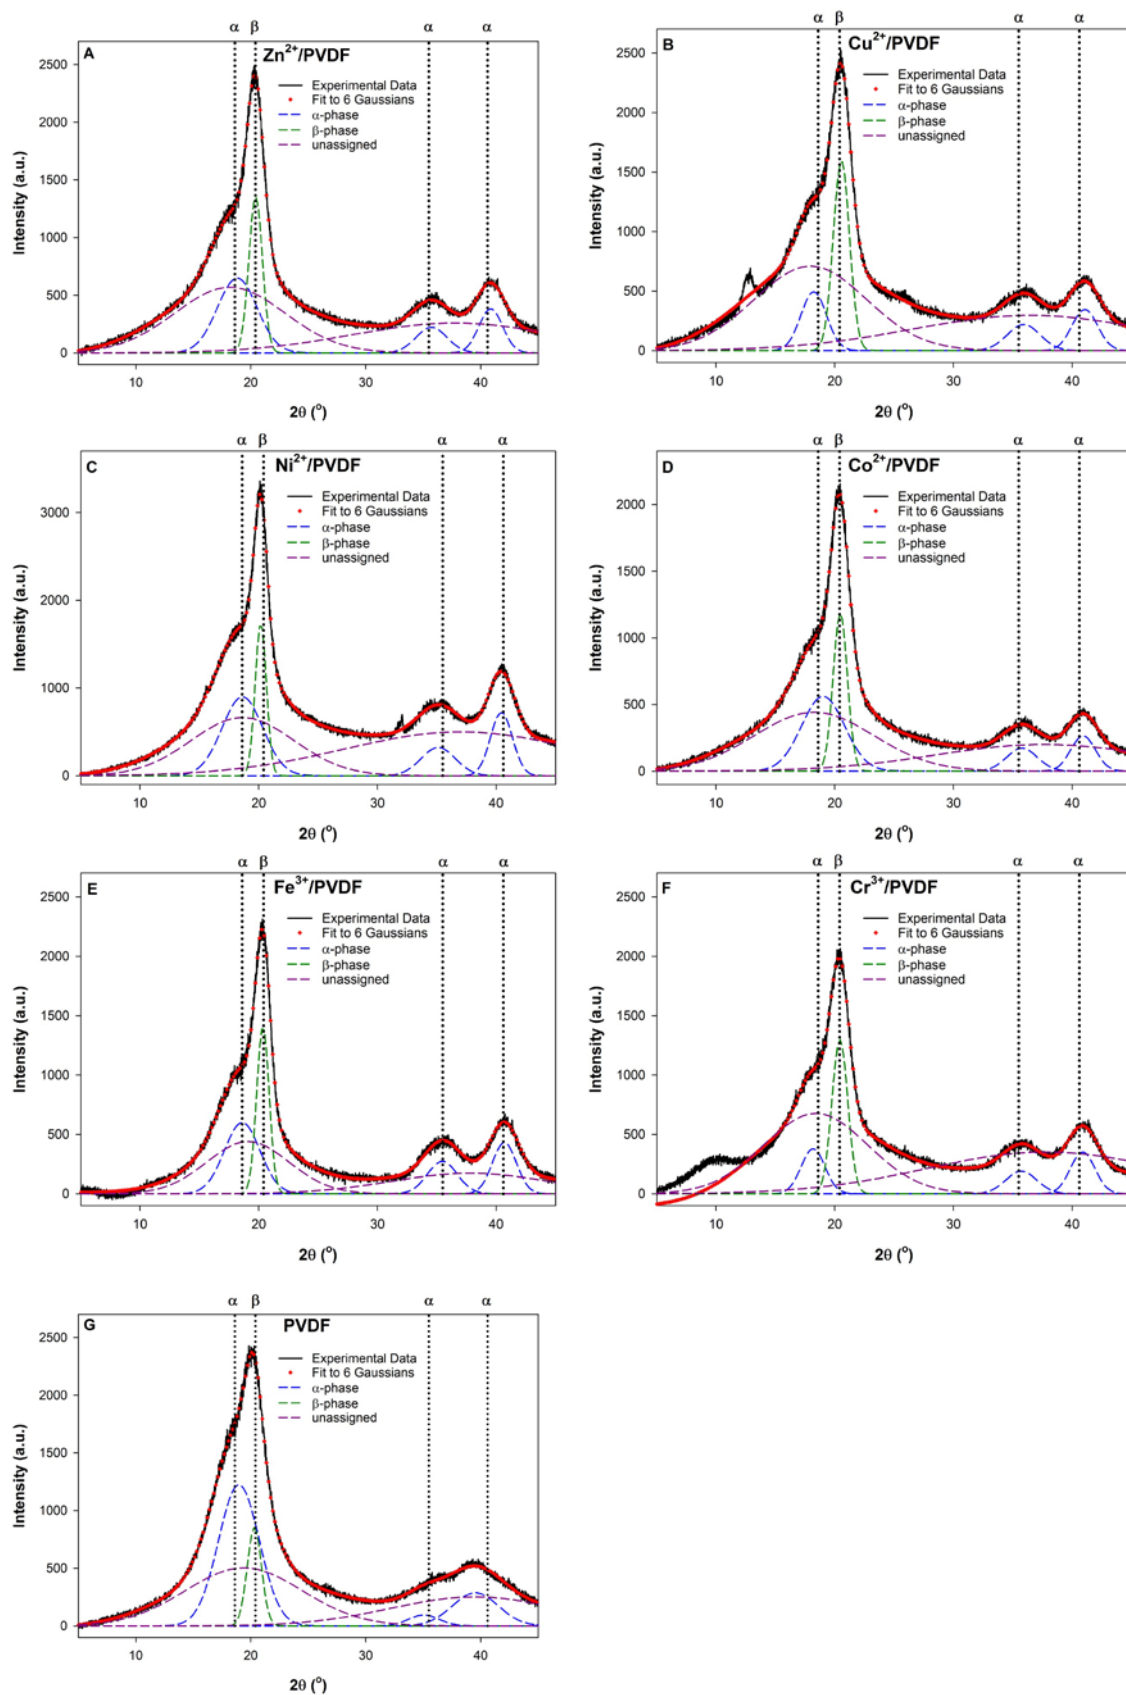 α β α α
A Zn²⁺/PVDF
Experimental Data
Fit to 6 Gaussians
α-phase
β-phase
unassigned
Intensity (a.u.)
2500
2000
1500
1000
500
0
10 20 30 40
2θ (°)
α β α α
B Cu²⁺/PVDF
Experimental Data
Fit to 6 Gaussians
α-phase
β-phase
unassigned
Intensity (a.u.)
2500
2000
1500
1000
500
0
10 20 30 40
2θ (°)
α β α α
C Ni²⁺/PVDF
Experimental Data
Fit to 6 Gaussians
α-phase
β-phase
unassigned
Intensity (a.u.)
3000
2000
1000
0
10 20 30 40
2θ (°)
α β α α
D Co²⁺/PVDF
Experimental Data
Fit to 6 Gaussians
α-phase
β-phase
unassigned
Intensity (a.u.)
2000
1500
1000
500
0
10 20 30 40
2θ (°)
α β α α
E Fe³⁺/PVDF
Experimental Data
Fit to 6 Gaussians
α-phase
β-phase
unassigned
Intensity (a.u.)
2500
2000
1500
1000
500
0
10 20 30 40
2θ (°)
α β α α
F Cr³⁺/PVDF
Experimental Data
Fit to 6 Gaussians
α-phase
β-phase
unassigned
Intensity (a.u.)
2500
2000
1500
1000
500
0
10 20 30 40
2θ (°)
α β α α
G PVDF
Experimental Data
Fit to 6 Gaussians
α-phase
β-phase
unassigned
Intensity (a.u.)
2500
2000
1500
1000
500
0
10 20 30 40
2θ (°)